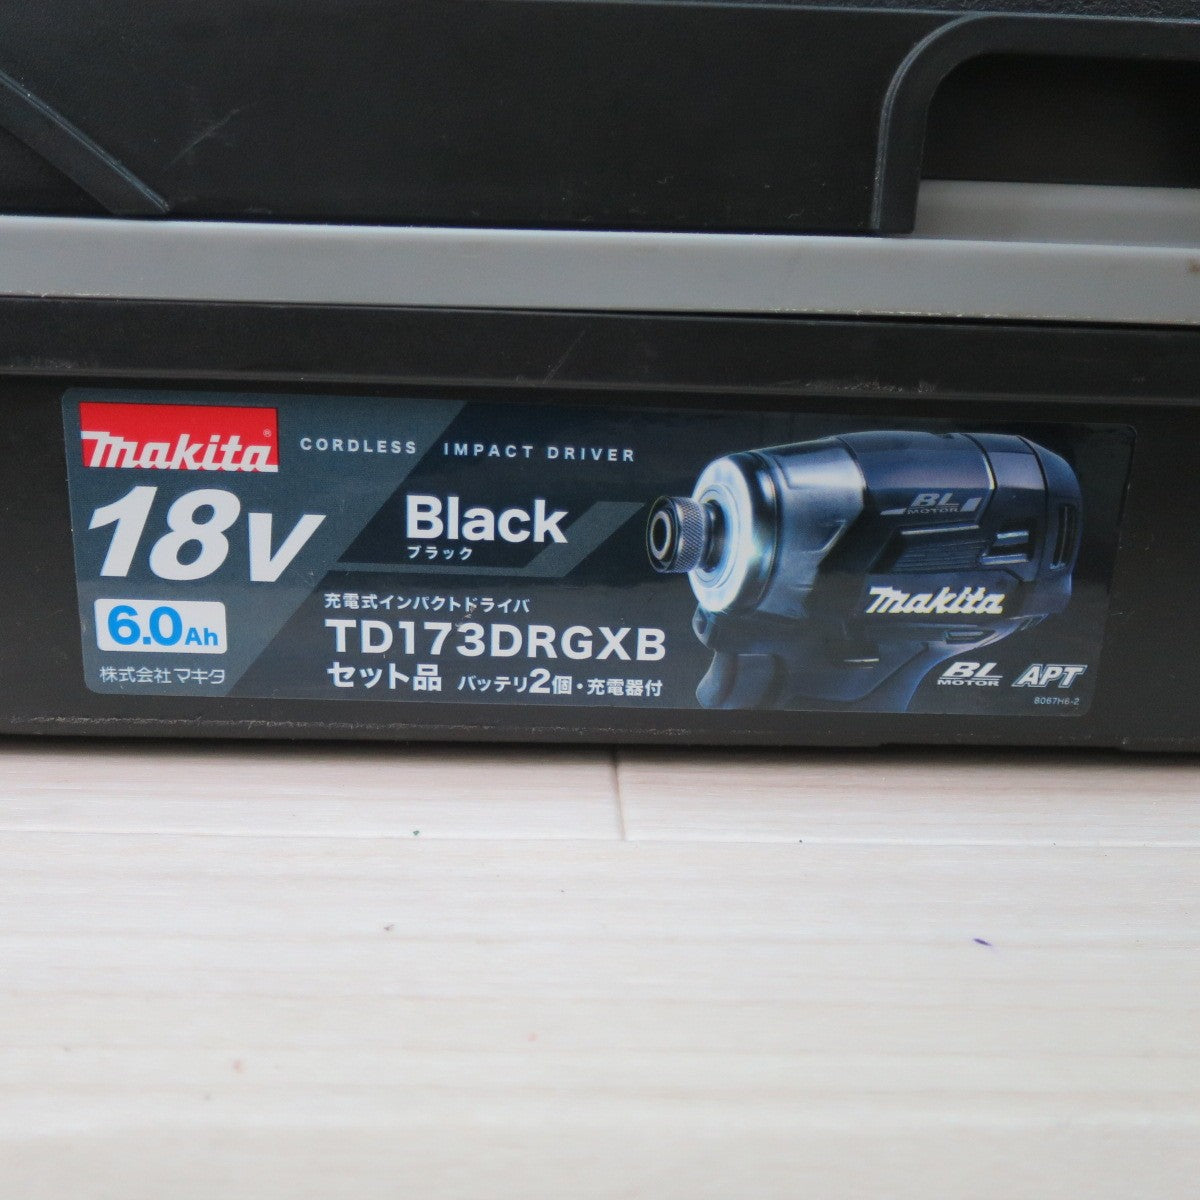 makita®
CORDLESS IMPACT DRIVER
18V
Black
ブラック
6.0Ah
株式会社マキタ
充電式インパクトドライバ
TD173DRGXB
セット品 バッテリ2個・充電器付
BL
MOTOR
makita
BL
MOTOR
APT
8067H6-2